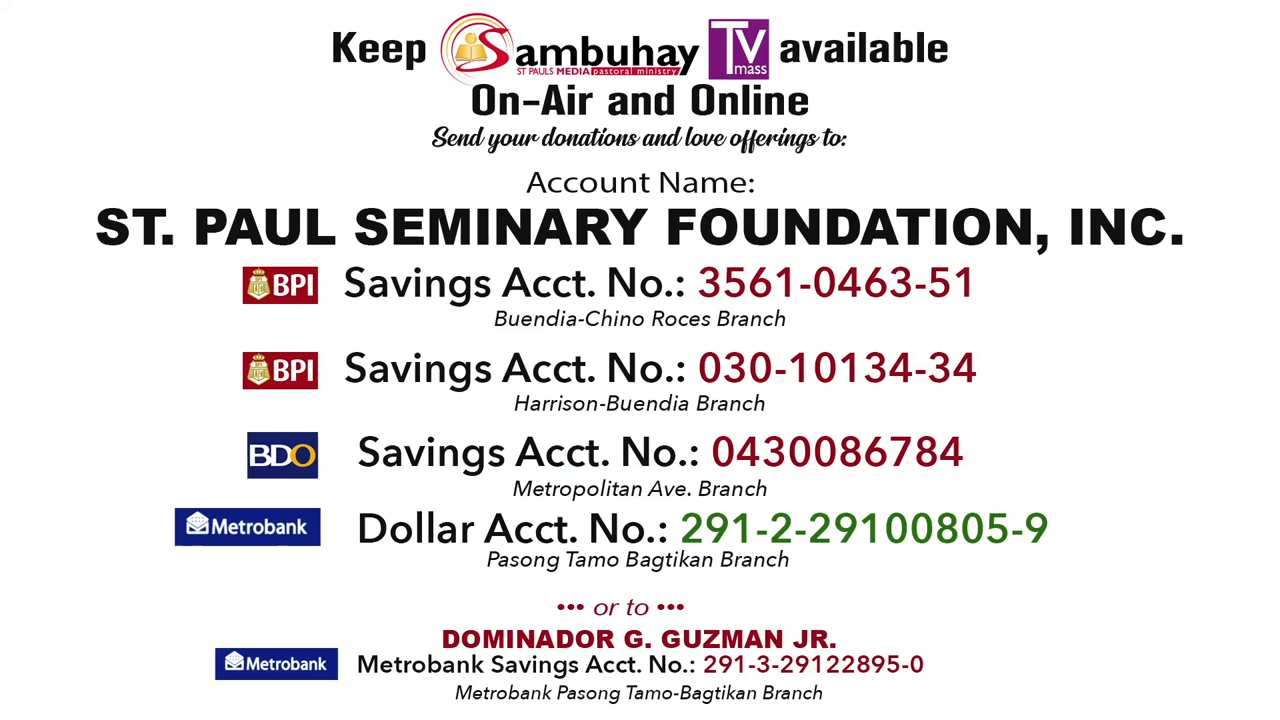 Keep Sambuhay TV mass available
ST PAULS MEDIA pastoral ministry
On-Air and Online
Send your donations and love offerings to:
Account Name:
ST. PAUL SEMINARY FOUNDATION, INC.
BPI Savings Acct. No.: 3561-0463-51
Buendia-Chino Roces Branch
BPI Savings Acct. No.: 030-10134-34
Harrison-Buendia Branch
BDO Savings Acct. No.: 0430086784
Metropolitan Ave. Branch
Metrobank Dollar Acct. No.: 291-2-29100805-9
Pasong Tamo Bagtikan Branch
••• or to •••
DOMINADOR G. GUZMAN JR.
Metrobank Metrobank Savings Acct. No.: 291-3-29122895-0
Metrobank Pasong Tamo-Bagtikan Branch